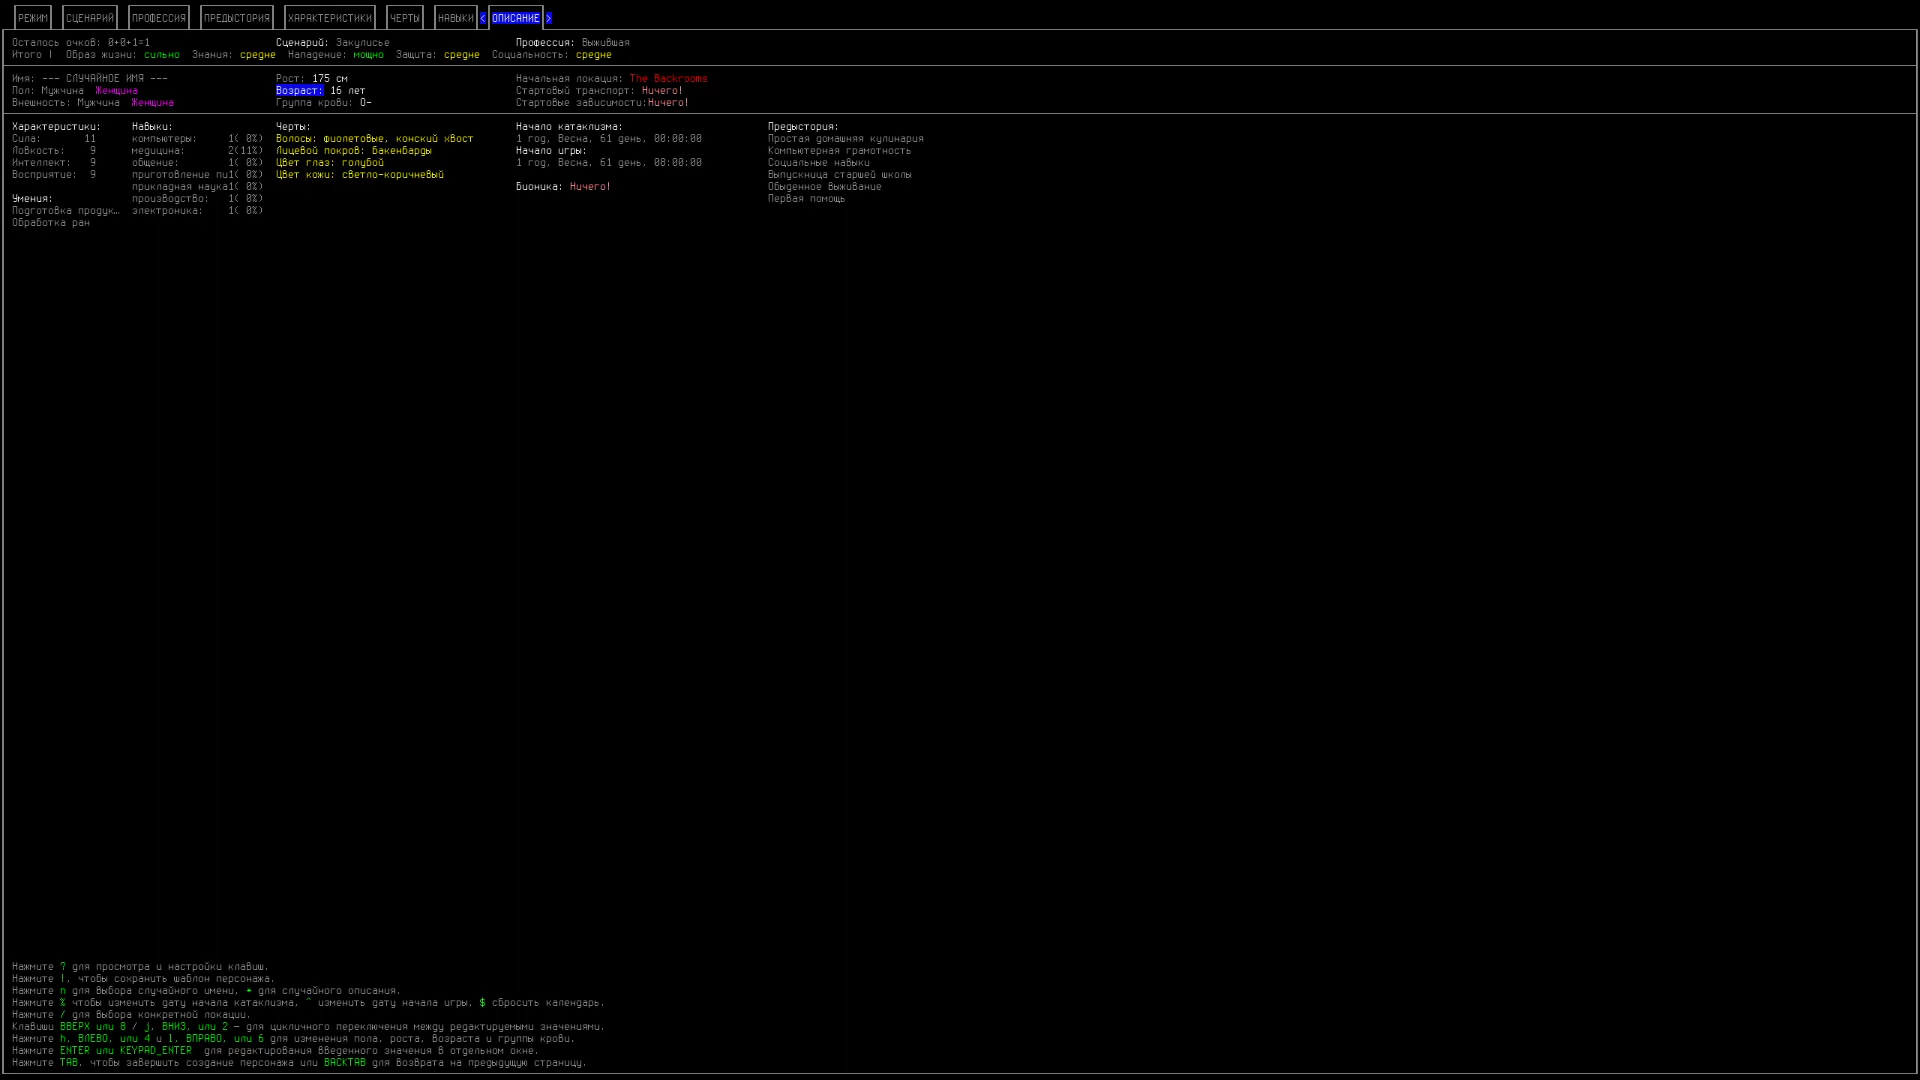 РЕЖИМ СЦЕНАРИЙ ПРОФЕССИЯ ПРЕДЫСТОРИЯ ХАРАКТЕРИСТИКИ ЧЕРТЫ НАВЫКИ < ОПИСАНИЕ >
Осталось очков: 0+0+1=1 Сценарий: Закулисье Профессия: Выжившая
Итого | Образ жизни: сильно Знания: средне Нападение: мощно Защита: средне Социальность: средне
Имя: --- СЛУЧАЙНОЕ ИМЯ --- Рост: 175 см Начальная локация: The Backrooms
Пол: Мужчина Женщина Возраст: 16 лет Стартовый транспорт: Ничего!
Внешность: Мужчина Женщина Группа крови: O- Стартовые зависимости:Ничего!
Характеристики: Навыки: Черты: Начало катаклизма: Предыстория:
Сила: 11 компьютеры: 1( 0%) Волосы: фиолетовые, конский хвост 1 год, Весна, 61 день, 00:00:00 Простая домашняя кулинария
Ловкость: 9 медицина: 2(11%) Лицевой покров: бакенбарды Начало игры: Компьютерная грамотность
Интеллект: 9 общение: 1( 0%) Цвет глаз: голубой 1 год, Весна, 61 день, 08:00:00 Социальные навыки
Восприятие: 9 приготовление пи1( 0%) Цвет кожи: светло-коричневый Выпускница старшей школы
прикладная наука1( 0%) Бионика: Ничего! Обыденное выживание
Умения: производство: 1( 0%) Первая помощь
Подготовка продук… электроника: 1( 0%)
Обработка ран
Нажмите ? для просмотра и настройки клавиш.
Нажмите !, чтобы сохранить шаблон персонажа.
Нажмите n для выбора случайного имени, * для случайного описания.
Нажмите % чтобы изменить дату начала катаклизма, ^ изменить дату начала игры, $ сбросить календарь.
Нажмите / для выбора конкретной локации.
Клавиши ВВЕРХ или 8 / j, ВНИЗ, или 2 — для цикличного переключения между редактируемыми значениями.
Нажмите h, ВЛЕВО, или 4 и l, ВПРАВО, или 6 для изменения пола, роста, возраста и группы крови.
Нажмите ENTER или KEYPAD_ENTER для редактирования введенного значения в отдельном окне.
Нажмите TAB, чтобы завершить создание персонажа или BACKTAB для возврата на предыдущую страницу.